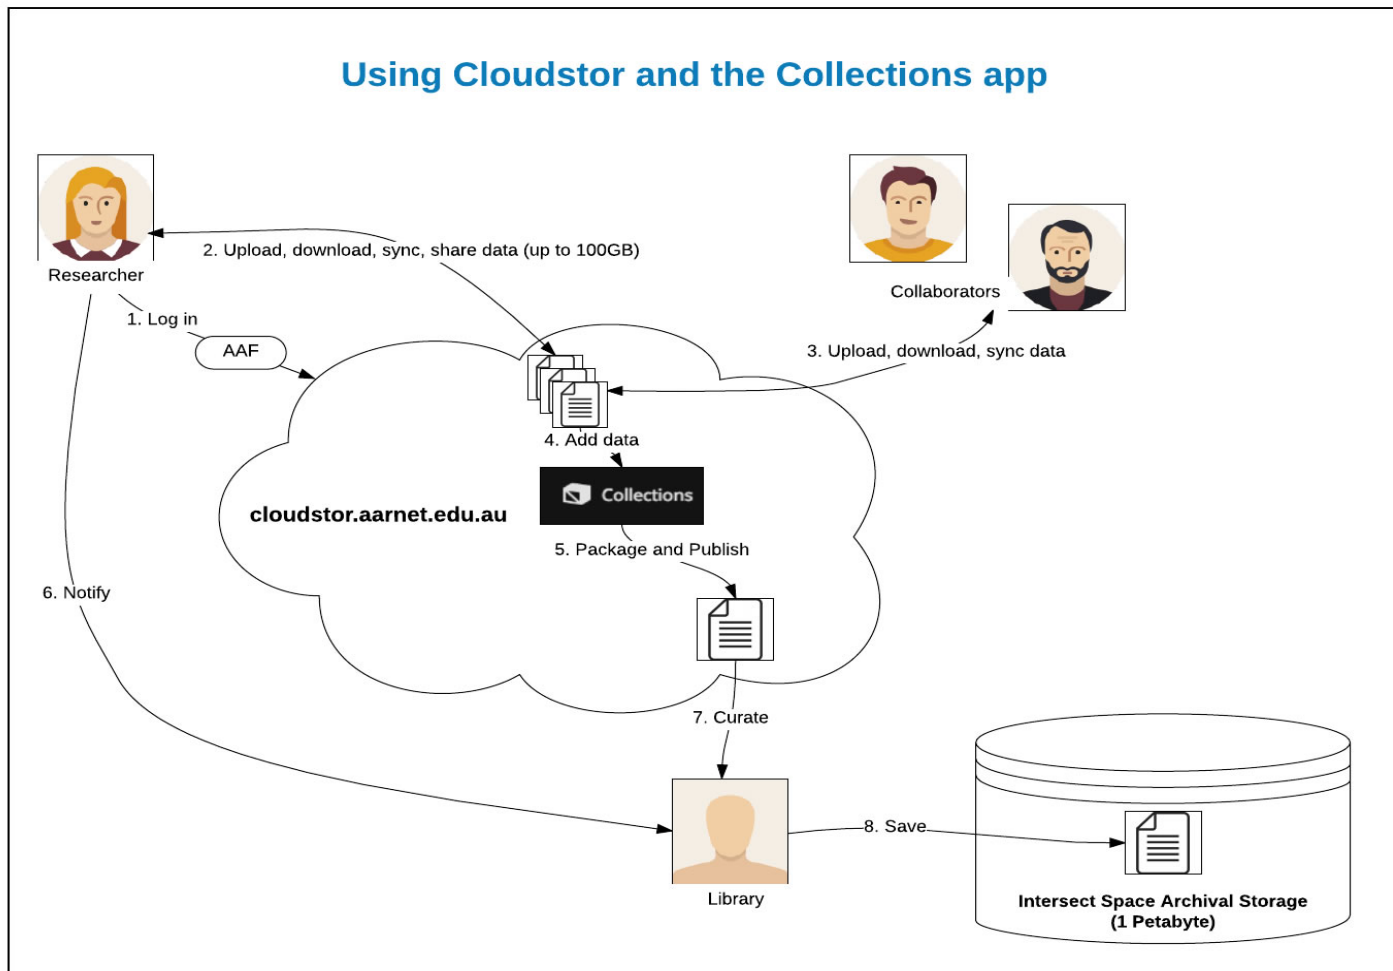 Using Cloudstor and the Collections app
Researcher
2. Upload, download, sync, share data (up to 100GB)
Collaborators
1. Log in
AAF
3. Upload, download, sync data
4. Add data
Collections
cloudstor.aarnet.edu.au
5. Package and Publish
6. Notify
7. Curate
8. Save
Library
Intersect Space Archival Storage
(1 Petabyte)